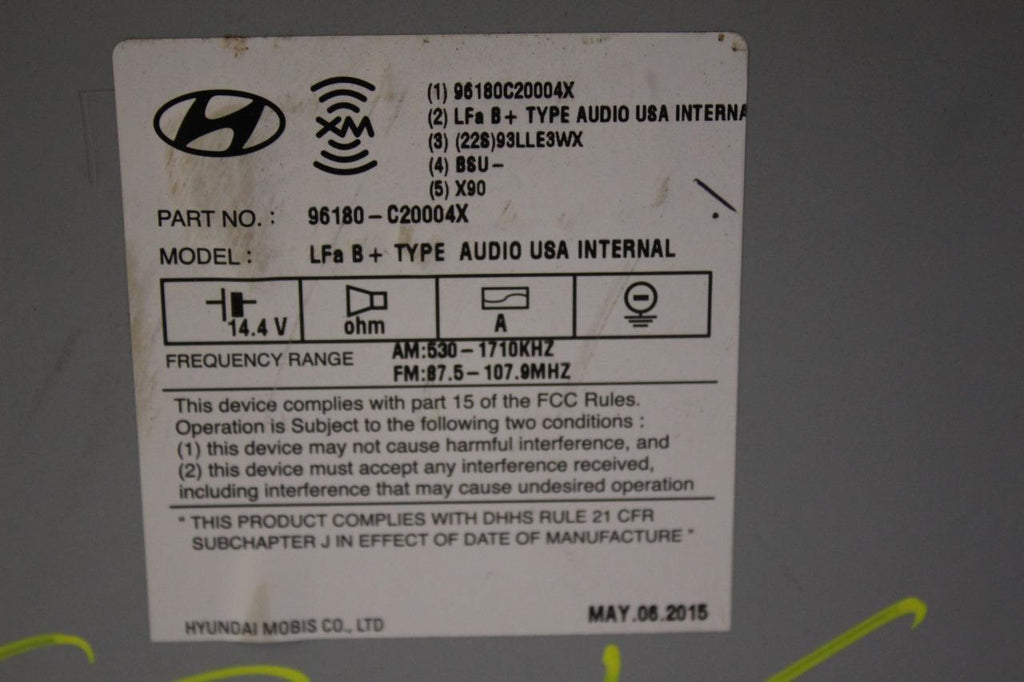 XM
(1) 96180C20004X
(2) LFa B+ TYPE AUDIO USA INTERNA
(3) (22S)93LLE3WX
(4) BSU-
(5) X90
PART NO. : 96180-C20004X
MODEL : LFa B+ TYPE AUDIO USA INTERNAL
14.4 V ohm A
FREQUENCY RANGE AM:530-1710KHZ
FM:87.5-107.9MHZ
This device complies with part 15 of the FCC Rules.
Operation is Subject to the following two conditions :
(1) this device may not cause harmful interference, and
(2) this device must accept any interference received,
including interference that may cause undesired operation
" THIS PRODUCT COMPLIES WITH DHHS RULE 21 CFR
SUBCHAPTER J IN EFFECT OF DATE OF MANUFACTURE "
HYUNDAI MOBIS CO., LTD MAY.06.2015